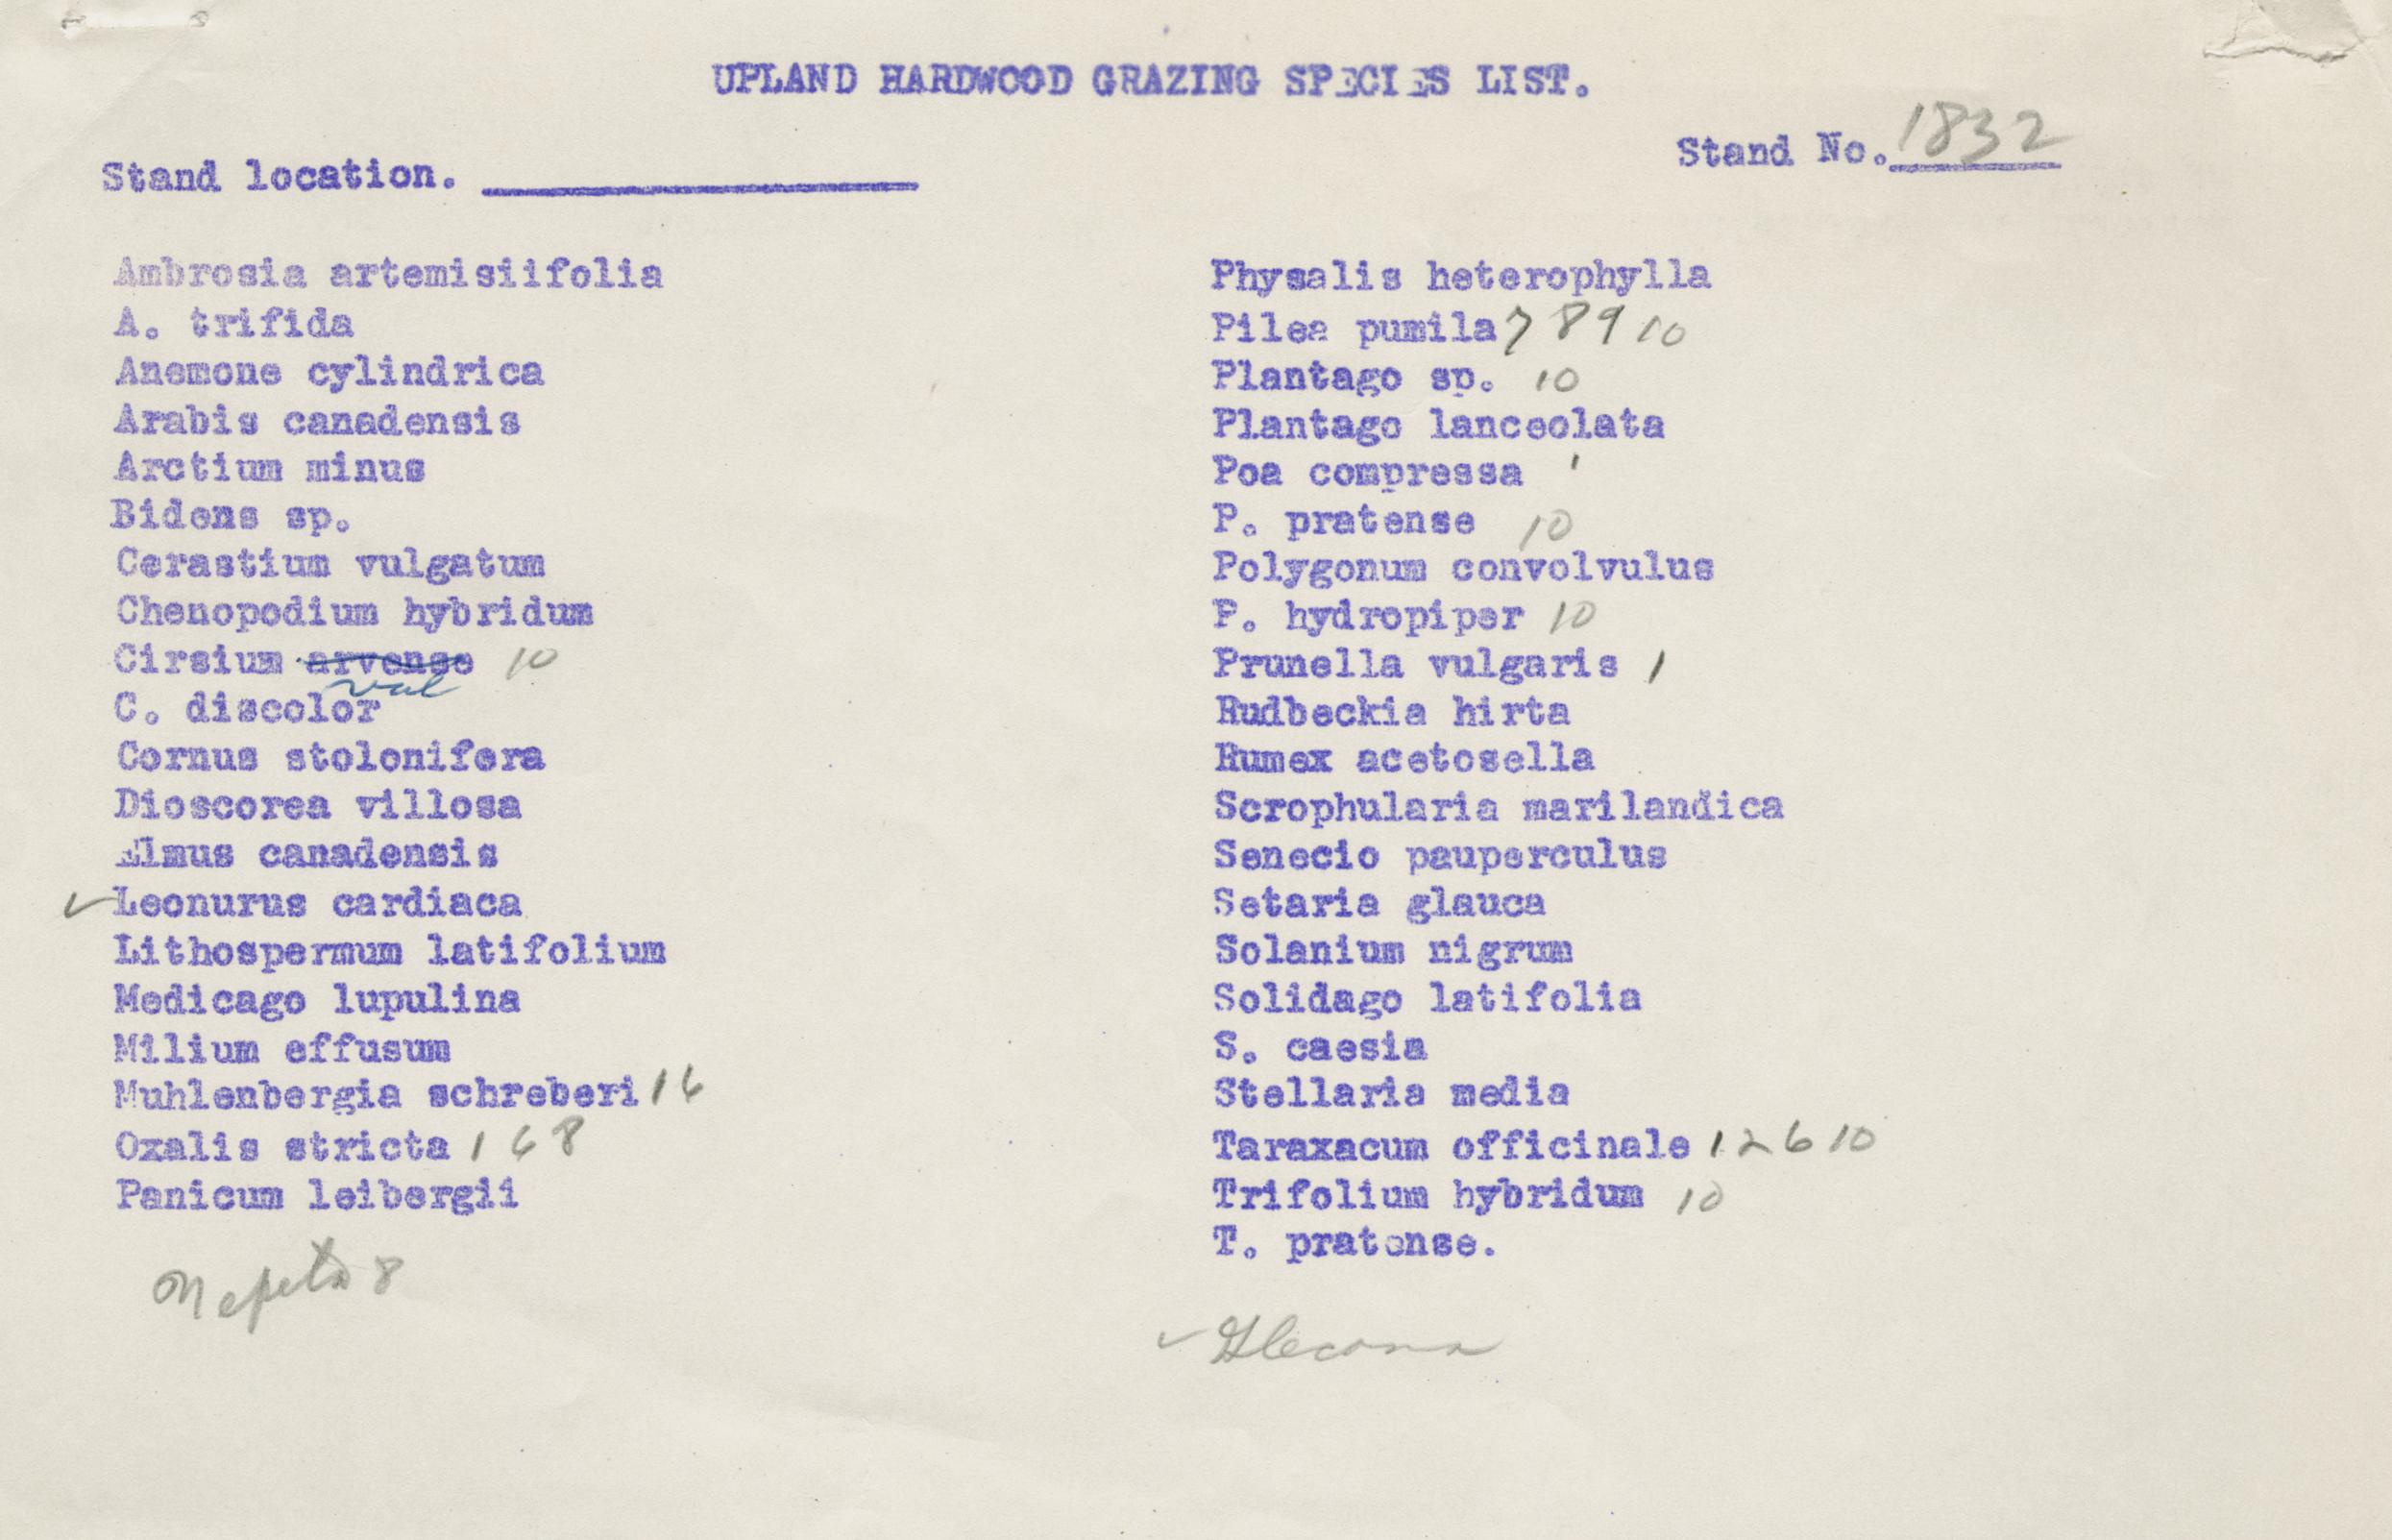 UPLAND HARDWOOD GRAZING SPECIES LIST.
Stand No. 1832
Stand location.
Ambrosia artemisiifolia
A. trifida
Anemone cylindrica
Arabis canadensis
Arctium minus
Bidens sp.
Cerastium vulgatum
Chenopodium hybridum
Cirsium arvense 10
vul
C. discolor
Cornus stolonifera
Dioscorea villosa
Elmus canadensis
✓ Leonurus cardiaca
Lithospermum latifolium
Medicago lupulina
Milium effusum
Muhlenbergia schreberi 1 6
Oxalis stricta 1 6 8
Panicum leibergii
Nepeta 8
Physalis heterophylla
Pilea pumila 7 8 9 10
Plantago sp. 10
Plantago lanceolata
Poa compressa '
P. pratense 10
Polygonum convolvulus
P. hydropiper 10
Prunella vulgaris 1
Rudbeckia hirta
Rumex acetosella
Scrophularia marilandica
Senecio pauperculus
Setaria glauca
Solanium nigrum
Solidago latifolia
S. caesia
Stellaria media
Taraxacum officinale 1 2 6 10
Trifolium hybridum 10
T. pratense.
✓ Glecoma